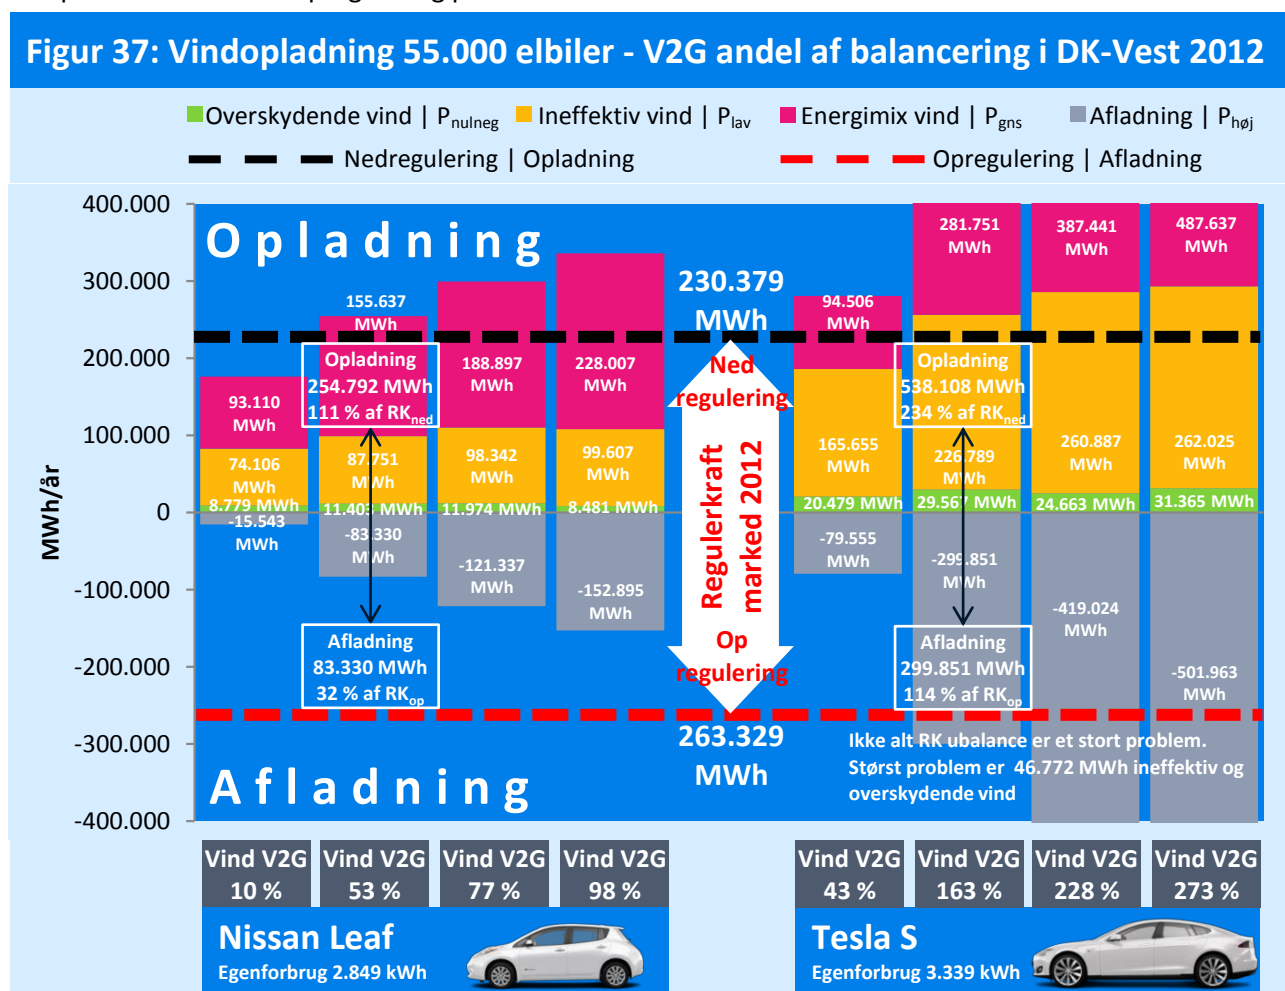 Figur 37: Vindopladning 55.000 elbiler - V2G andel af balancering i DK-Vest 2012
Overskydende vind | Pnulneg
Ineffektiv vind | Plav
Energimix vind | Pgns
Afladning | Phøj
Nedregulering | Opladning
Opregulering | Afladning
MWh/år
400.000
300.000
200.000
100.000
0
-100.000
-200.000
-300.000
-400.000
Opladning
93.110
MWh
74.106
MWh
8.779 MWh
-15.543
MWh
155.637
MWh
Opladning
254.792 MWh
111 % af RKned
87.751
MWh
11.403 MWh
-83.330
MWh
Afladning
83.330 MWh
32 % af RKop
188.897
MWh
98.342
MWh
11.974 MWh
-121.337
MWh
228.007
MWh
99.607
MWh
8.481 MWh
-152.895
MWh
230.379
MWh
Ned
regulering
Regulerkraft
marked 2012
Op
regulering
263.329
MWh
94.506
MWh
165.655
MWh
20.479 MWh
-79.555
MWh
281.751
MWh
Opladning
538.108 MWh
234 % af RKned
226.789
MWh
29.567 MWh
-299.851
MWh
Afladning
299.851 MWh
114 % af RKop
387.441
MWh
260.887
MWh
24.663 MWh
-419.024
MWh
487.637
MWh
262.025
MWh
31.365 MWh
-501.963
MWh
Ikke alt RK ubalance er et stort problem.
Størst problem er 46.772 MWh ineffektiv og
overskydende vind
Afladning
Vind V2G
10 %
Vind V2G
53 %
Vind V2G
77 %
Vind V2G
98 %
Vind V2G
43 %
Vind V2G
163 %
Vind V2G
228 %
Vind V2G
273 %
Nissan Leaf
Egenforbrug 2.849 kWh
Tesla S
Egenforbrug 3.339 kWh